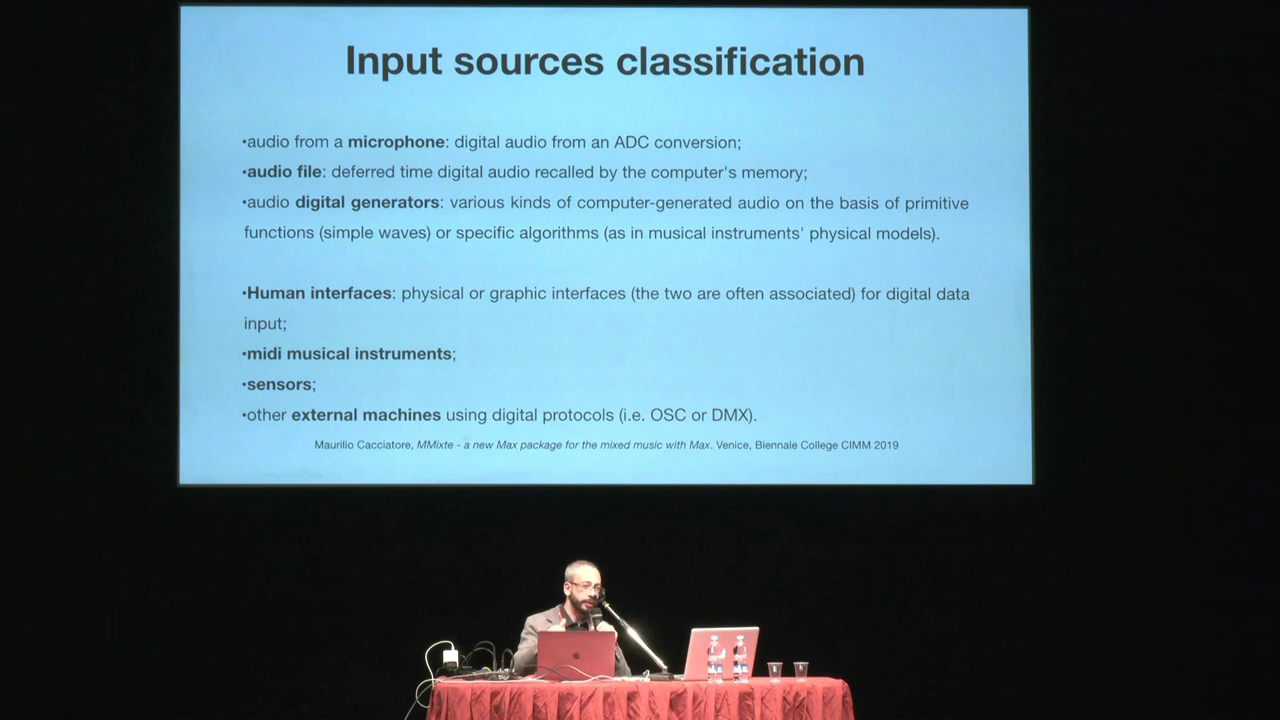 Input sources classification
•audio from a microphone: digital audio from an ADC conversion;
•audio file: deferred time digital audio recalled by the computer's memory;
•audio digital generators: various kinds of computer-generated audio on the basis of primitive
functions (simple waves) or specific algorithms (as in musical instruments' physical models).
•Human interfaces: physical or graphic interfaces (the two are often associated) for digital data
input;
•midi musical instruments;
•sensors;
•other external machines using digital protocols (i.e. OSC or DMX).
Maurilio Cacciatore, MMixte - a new Max package for the mixed music with Max. Venice, Biennale College CIMM 2019